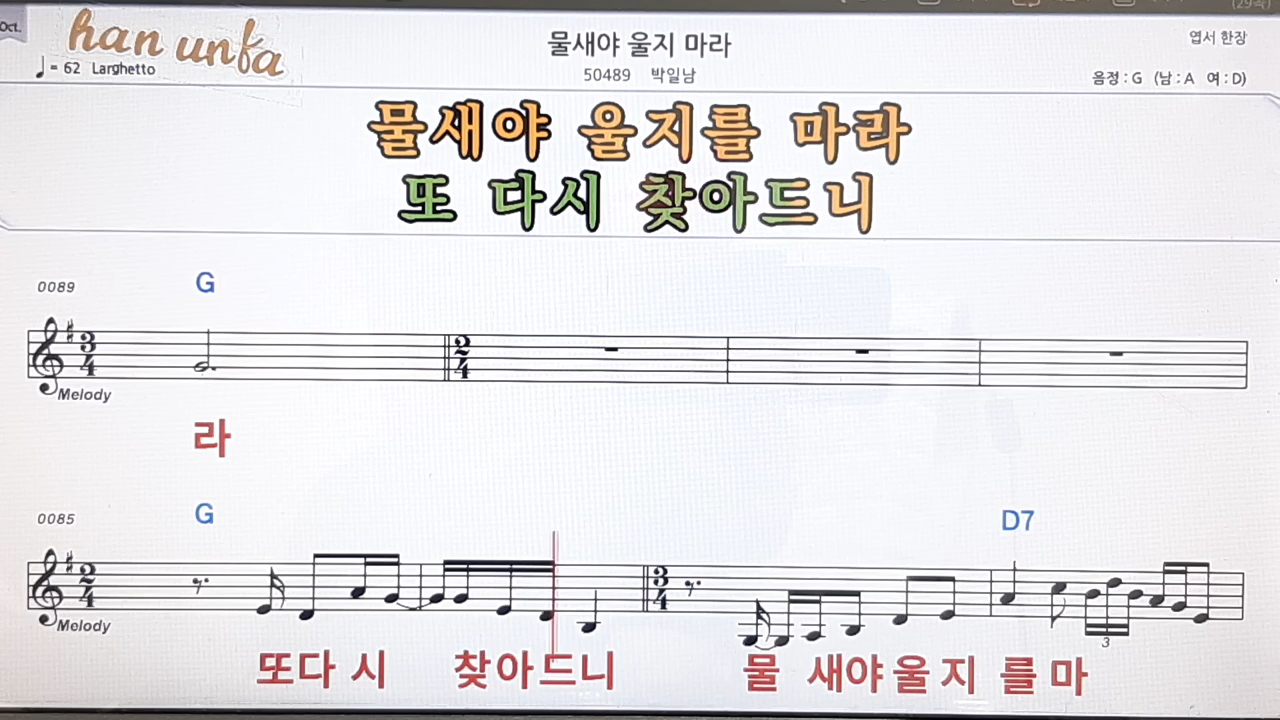 Oct.
han unfa
♩= 62 Larghetto
물새야 울지 마라
50489 박일남
엽서 한장
음정 : G (남 : A 여 : D)
물새야 울지를 마라
또 다시 찾아드니
0089
G
3 4
2 4
Melody
라
0085
G
D7
2 4
3 4
3
Melody
또다 시 찾아드니 물 새야울지 를마